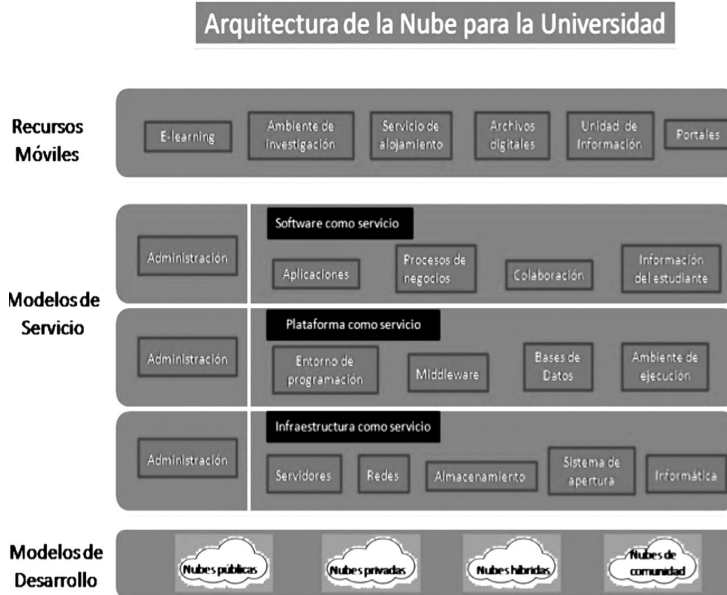 Arquitectura de la Nube para la Universidad
Recursos
Móviles
E-learning
Ambiente de
investigación
Servicio de
alojamiento
Archivos
digitales
Unidad de
Información
Portales
Modelos de
Servicio
Software como servicio
Administración
Aplicaciones
Procesos de
negocios
Colaboración
Información
del estudiante
Plataforma como servicio
Administración
Entorno de
programación
Middleware
Bases de
Datos
Ambiente de
ejecución
Infraestructura como servicio
Administración
Servidores
Redes
Almacenamiento
Sistema de
apertura
Informática
Modelos de
Desarrollo
Nubes públicas
Nubes privadas
Nubes híbridas
Nubes de
comunidad